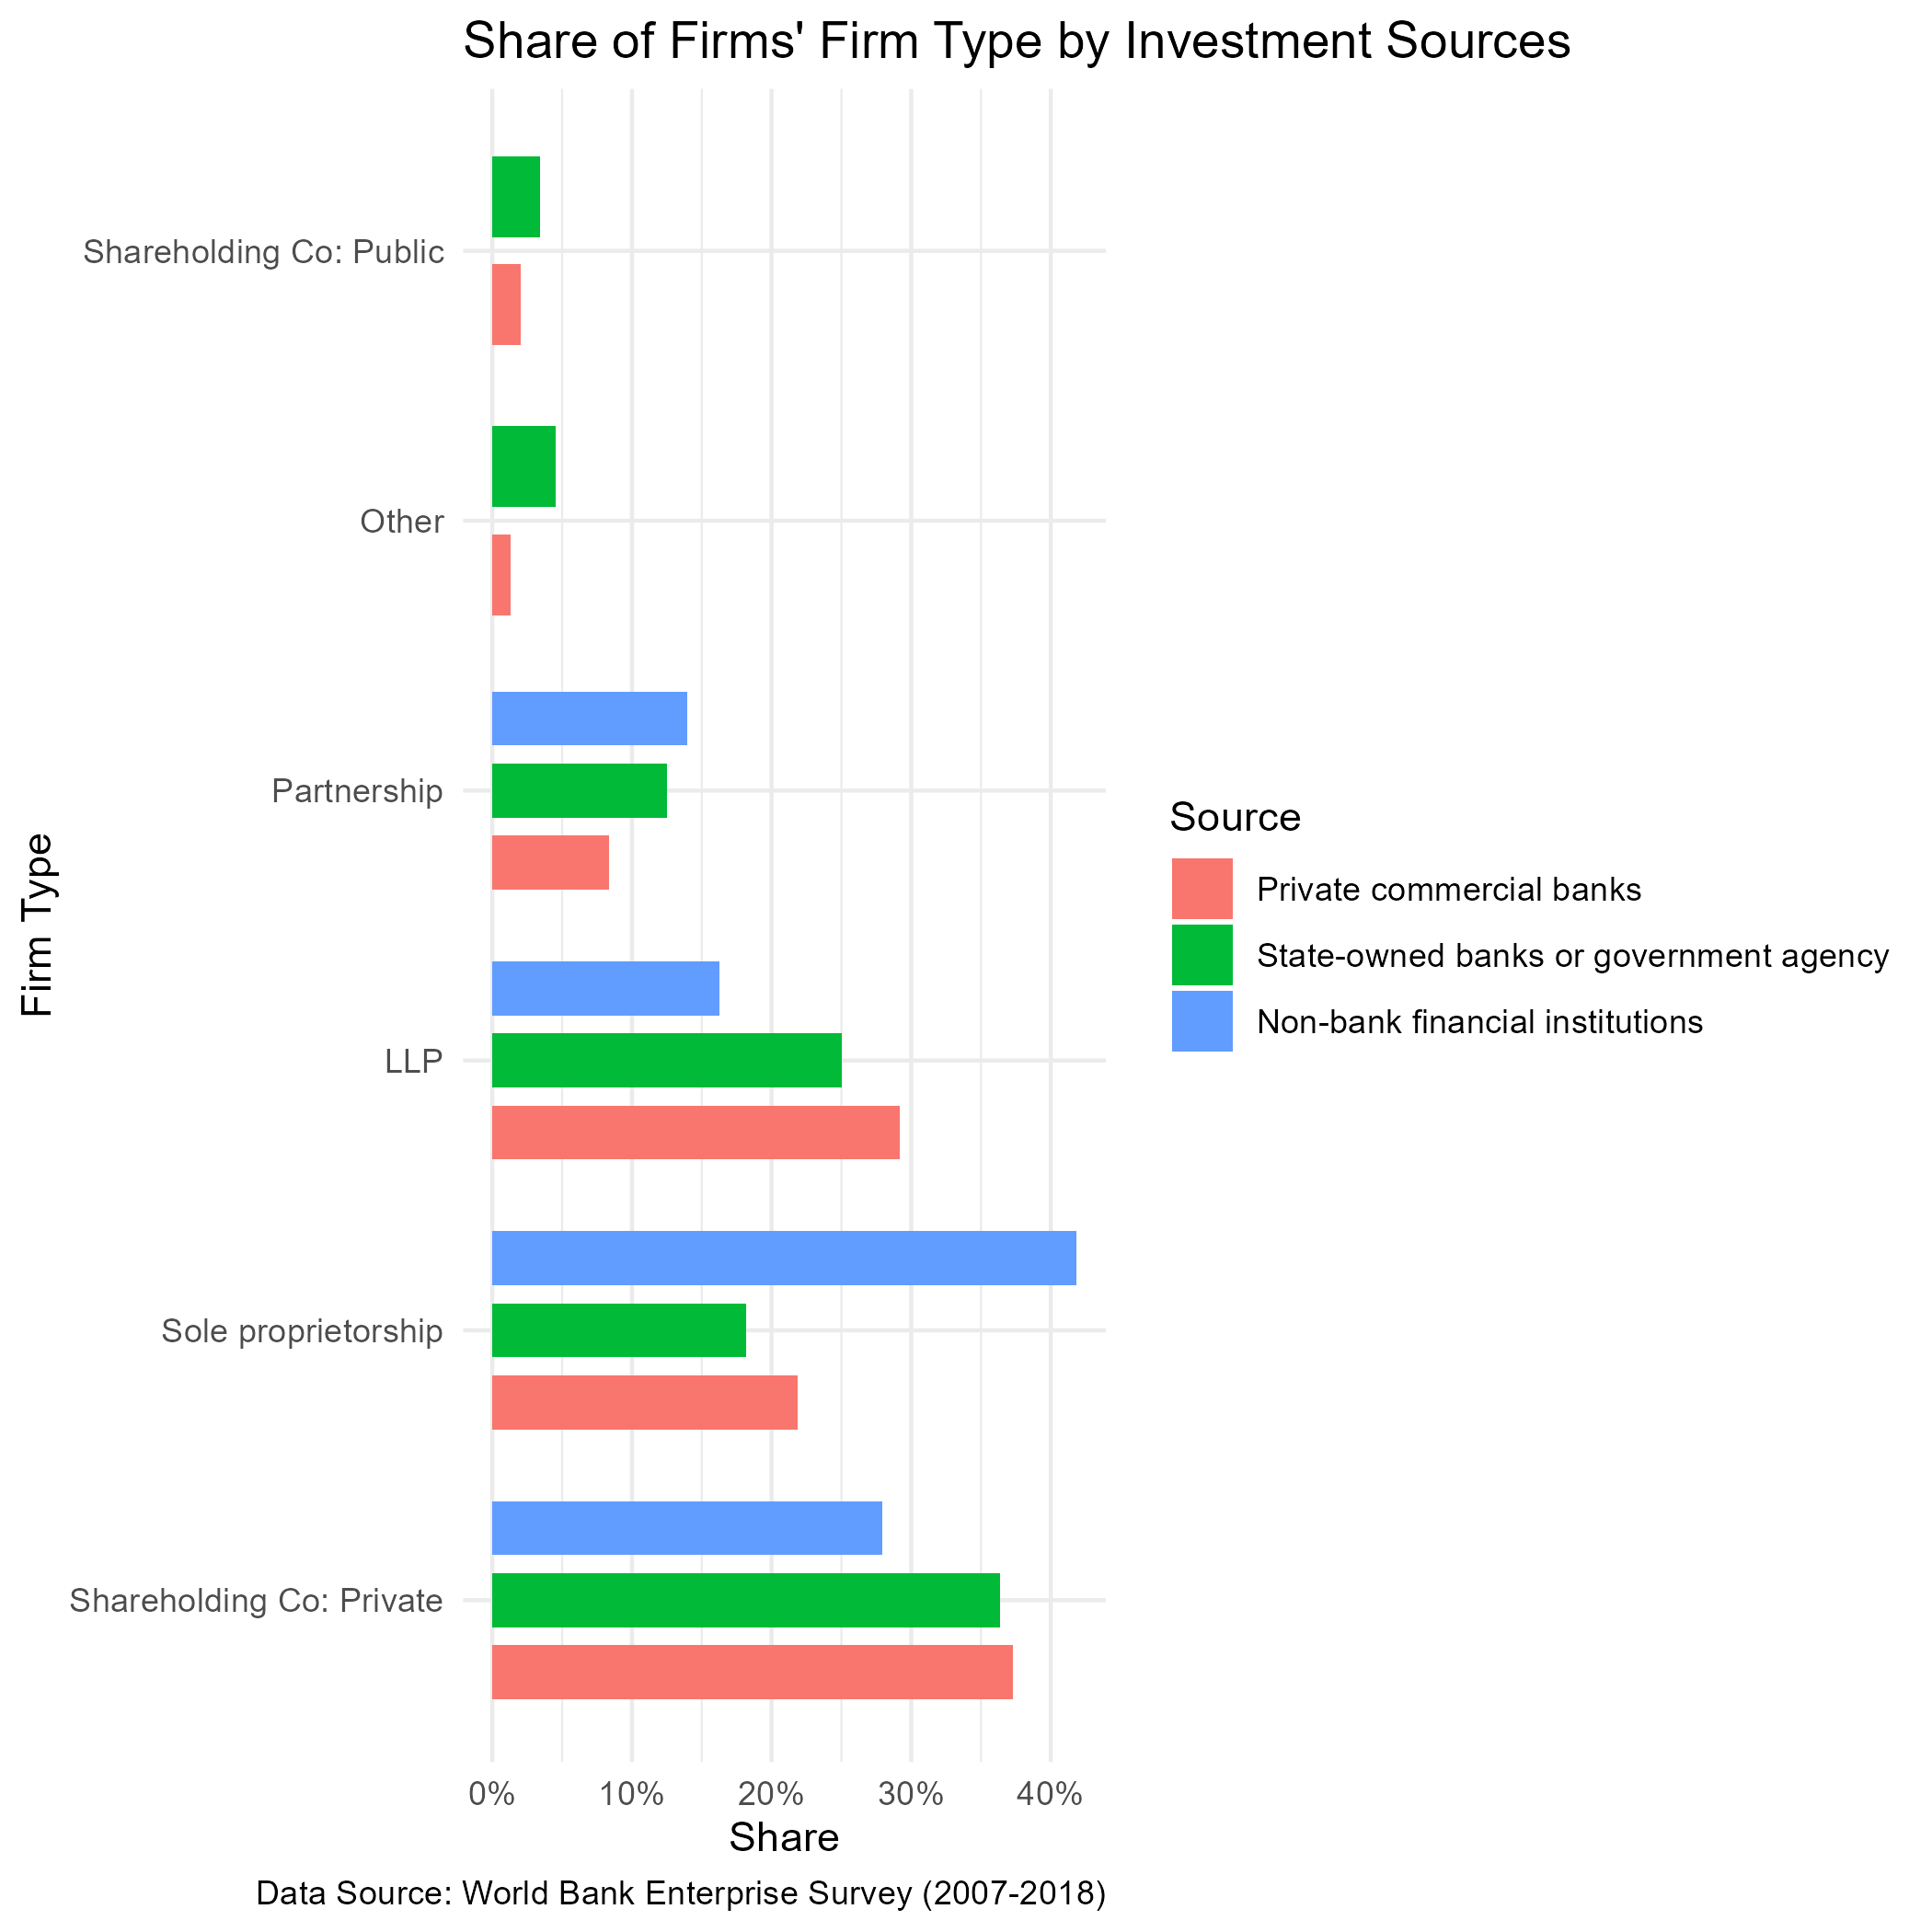 Share of Firms' Firm Type by Investment Sources
Firm Type
Shareholding Co: Public
Other
Partnership
LLP
Sole proprietorship
Shareholding Co: Private
0% 10% 20% 30% 40%
Share
Source
Private commercial banks
State-owned banks or government agency
Non-bank financial institutions
Data Source: World Bank Enterprise Survey (2007-2018)